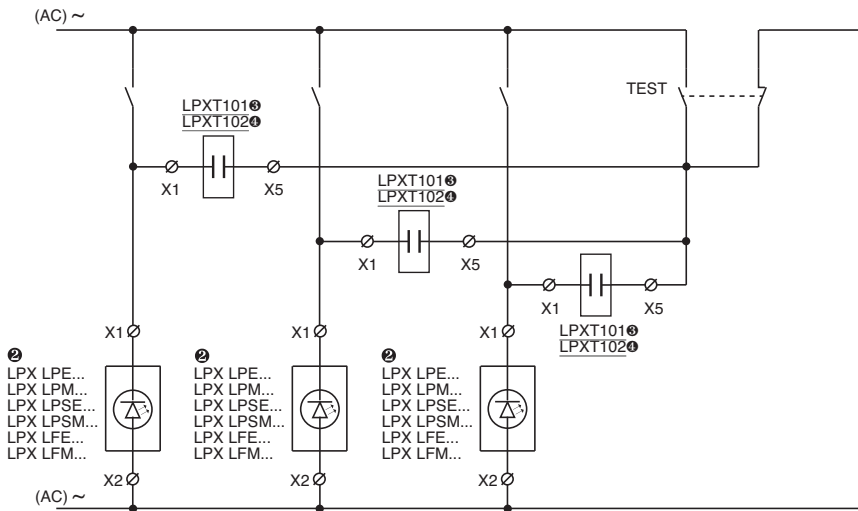 (AC) ~
TEST
LPXT101❸
LPXT102❹
X1
X5
LPXT101❸
LPXT102❹
X1
X5
X1
X5
LPXT101❸
LPXT102❹
X1
X1
X1
❷
LPX LPE...
LPX LPM...
LPX LPSE...
LPX LPSM...
LPX LFE...
LPX LFM...
❷
LPX LPE...
LPX LPM...
LPX LPSE...
LPX LPSM...
LPX LFE...
LPX LFM...
❷
LPX LPE...
LPX LPM...
LPX LPSE...
LPX LPSM...
LPX LFE...
LPX LFM...
X2
X2
X2
(AC) ~